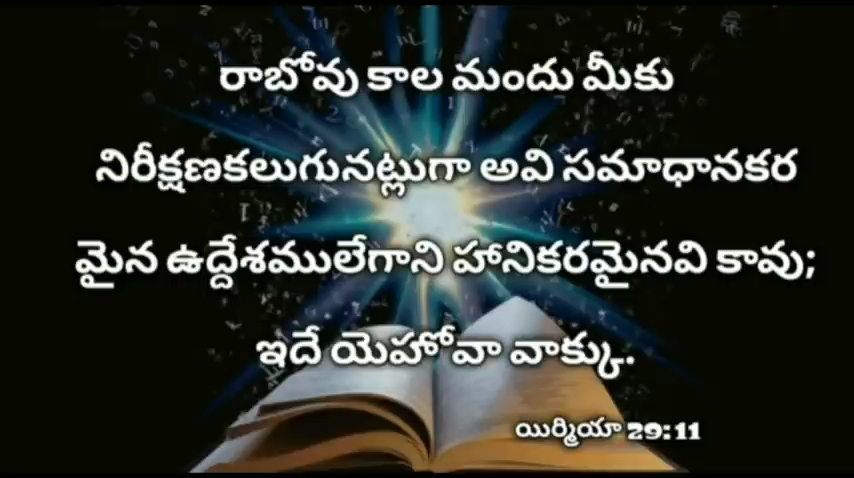 రాబోవు కాల మందు మీకు
నిరీక్షణకలుగునట్లుగా అవి సమాధానకర
మైన ఉద్దేశములేగాని హానికరమైనవి కావు;
ఇదే యెహోవా వాక్కు.
యిర్మియా 29:11